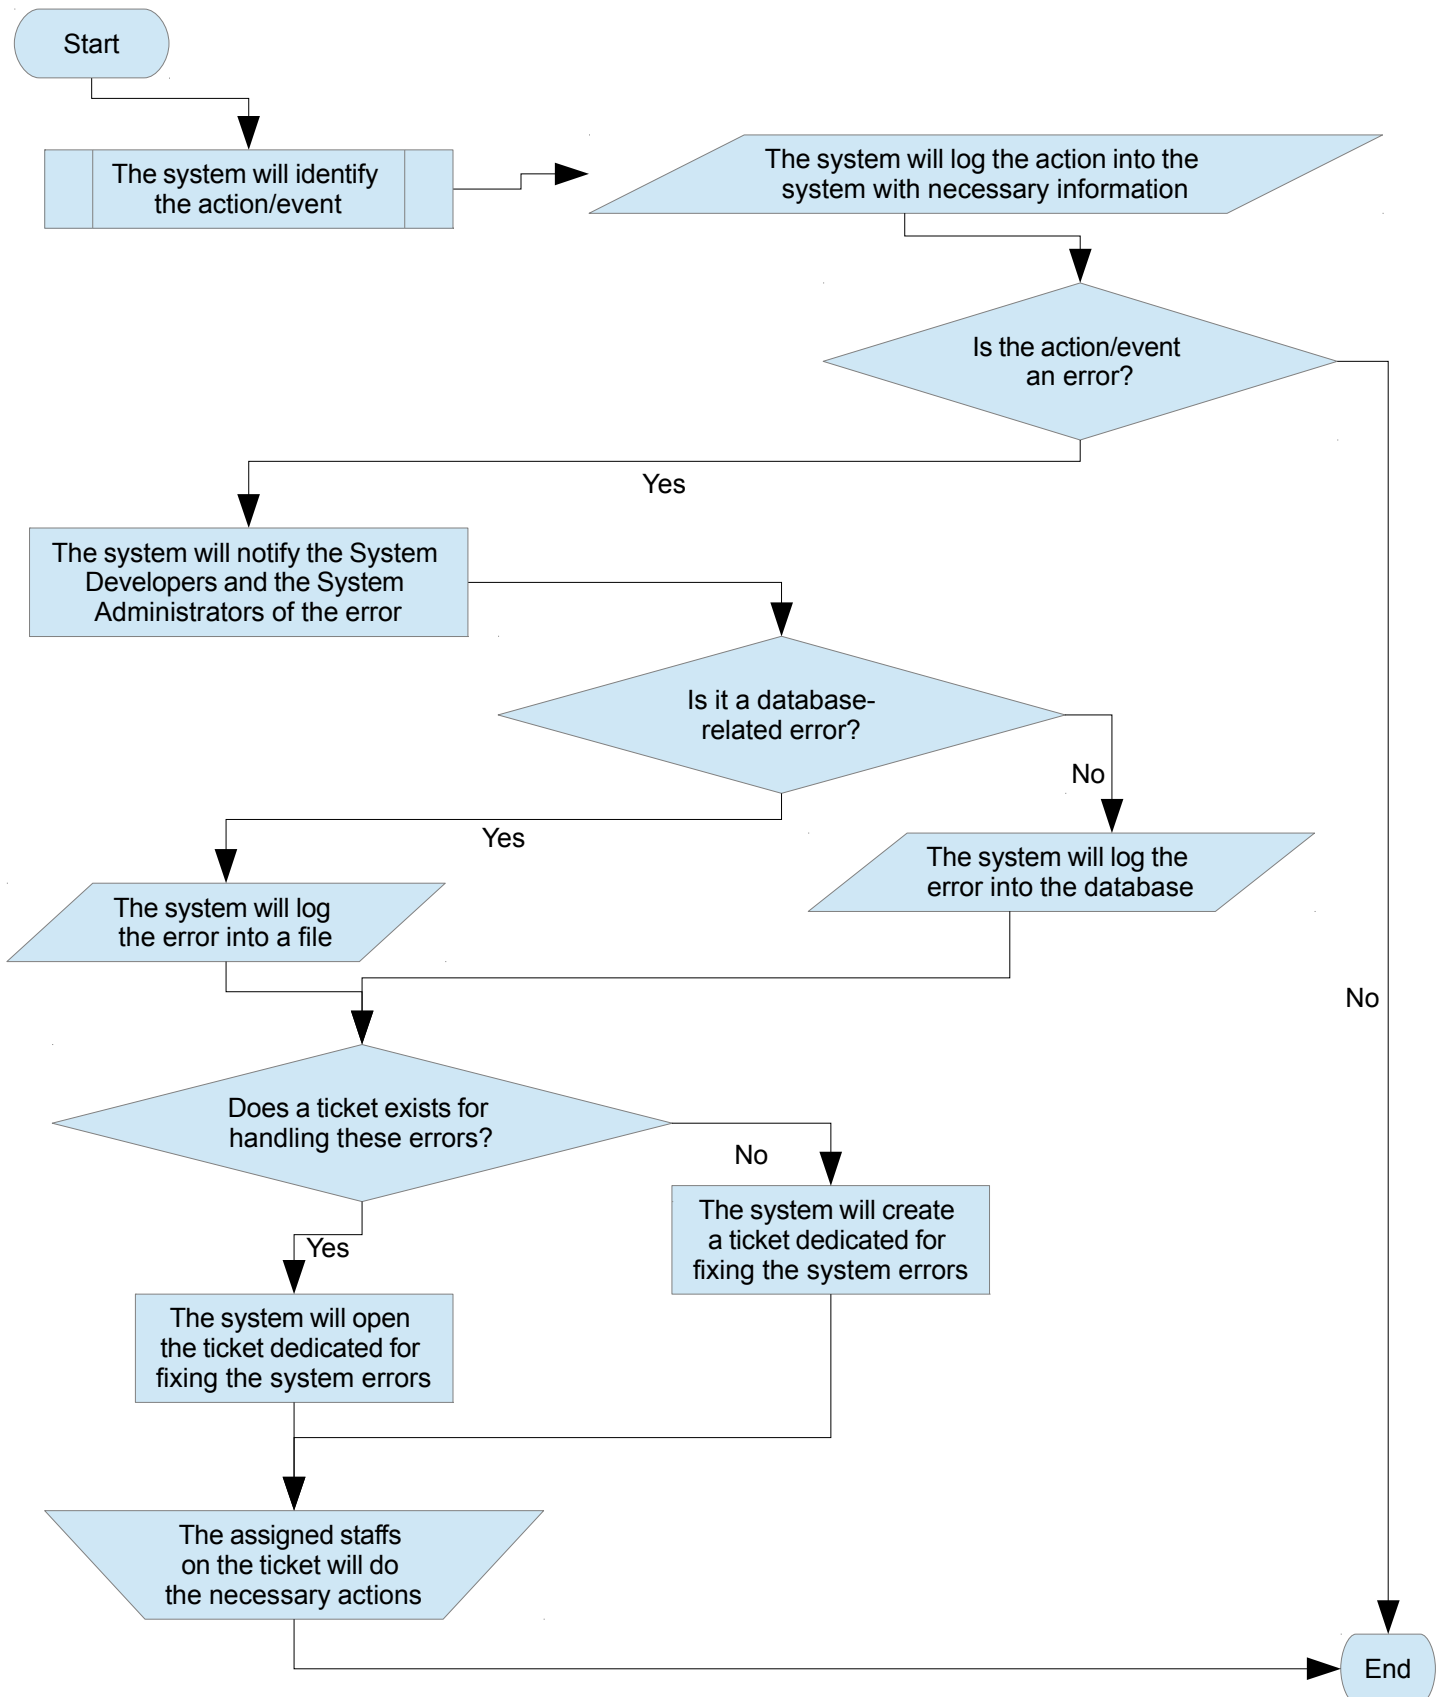 Start
The system will identify
the action/event
The system will log the action into the
system with necessary information
Is the action/event
an error?
Yes
The system will notify the System
Developers and the System
Administrators of the error
Is it a database-
related error?
No
Yes
The system will log the
error into the database
The system will log
the error into a file
No
Does a ticket exists for
handling these errors?
No
Yes
The system will create
a ticket dedicated for
fixing the system errors
The system will open
the ticket dedicated for
fixing the system errors
The assigned staffs
on the ticket will do
the necessary actions
End